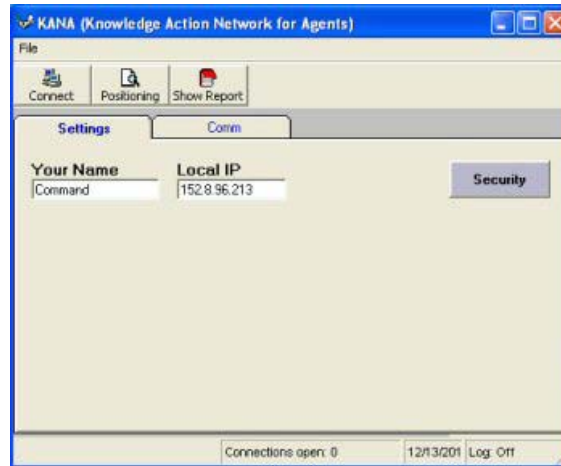 KANA (Knowledge Action Network for Agents)
File
Connect Positioning Show Report
Settings Comm
Your Name Local IP
Security
Command 152.8.96.213
Connections open: 0 12/13/201 Log: Off